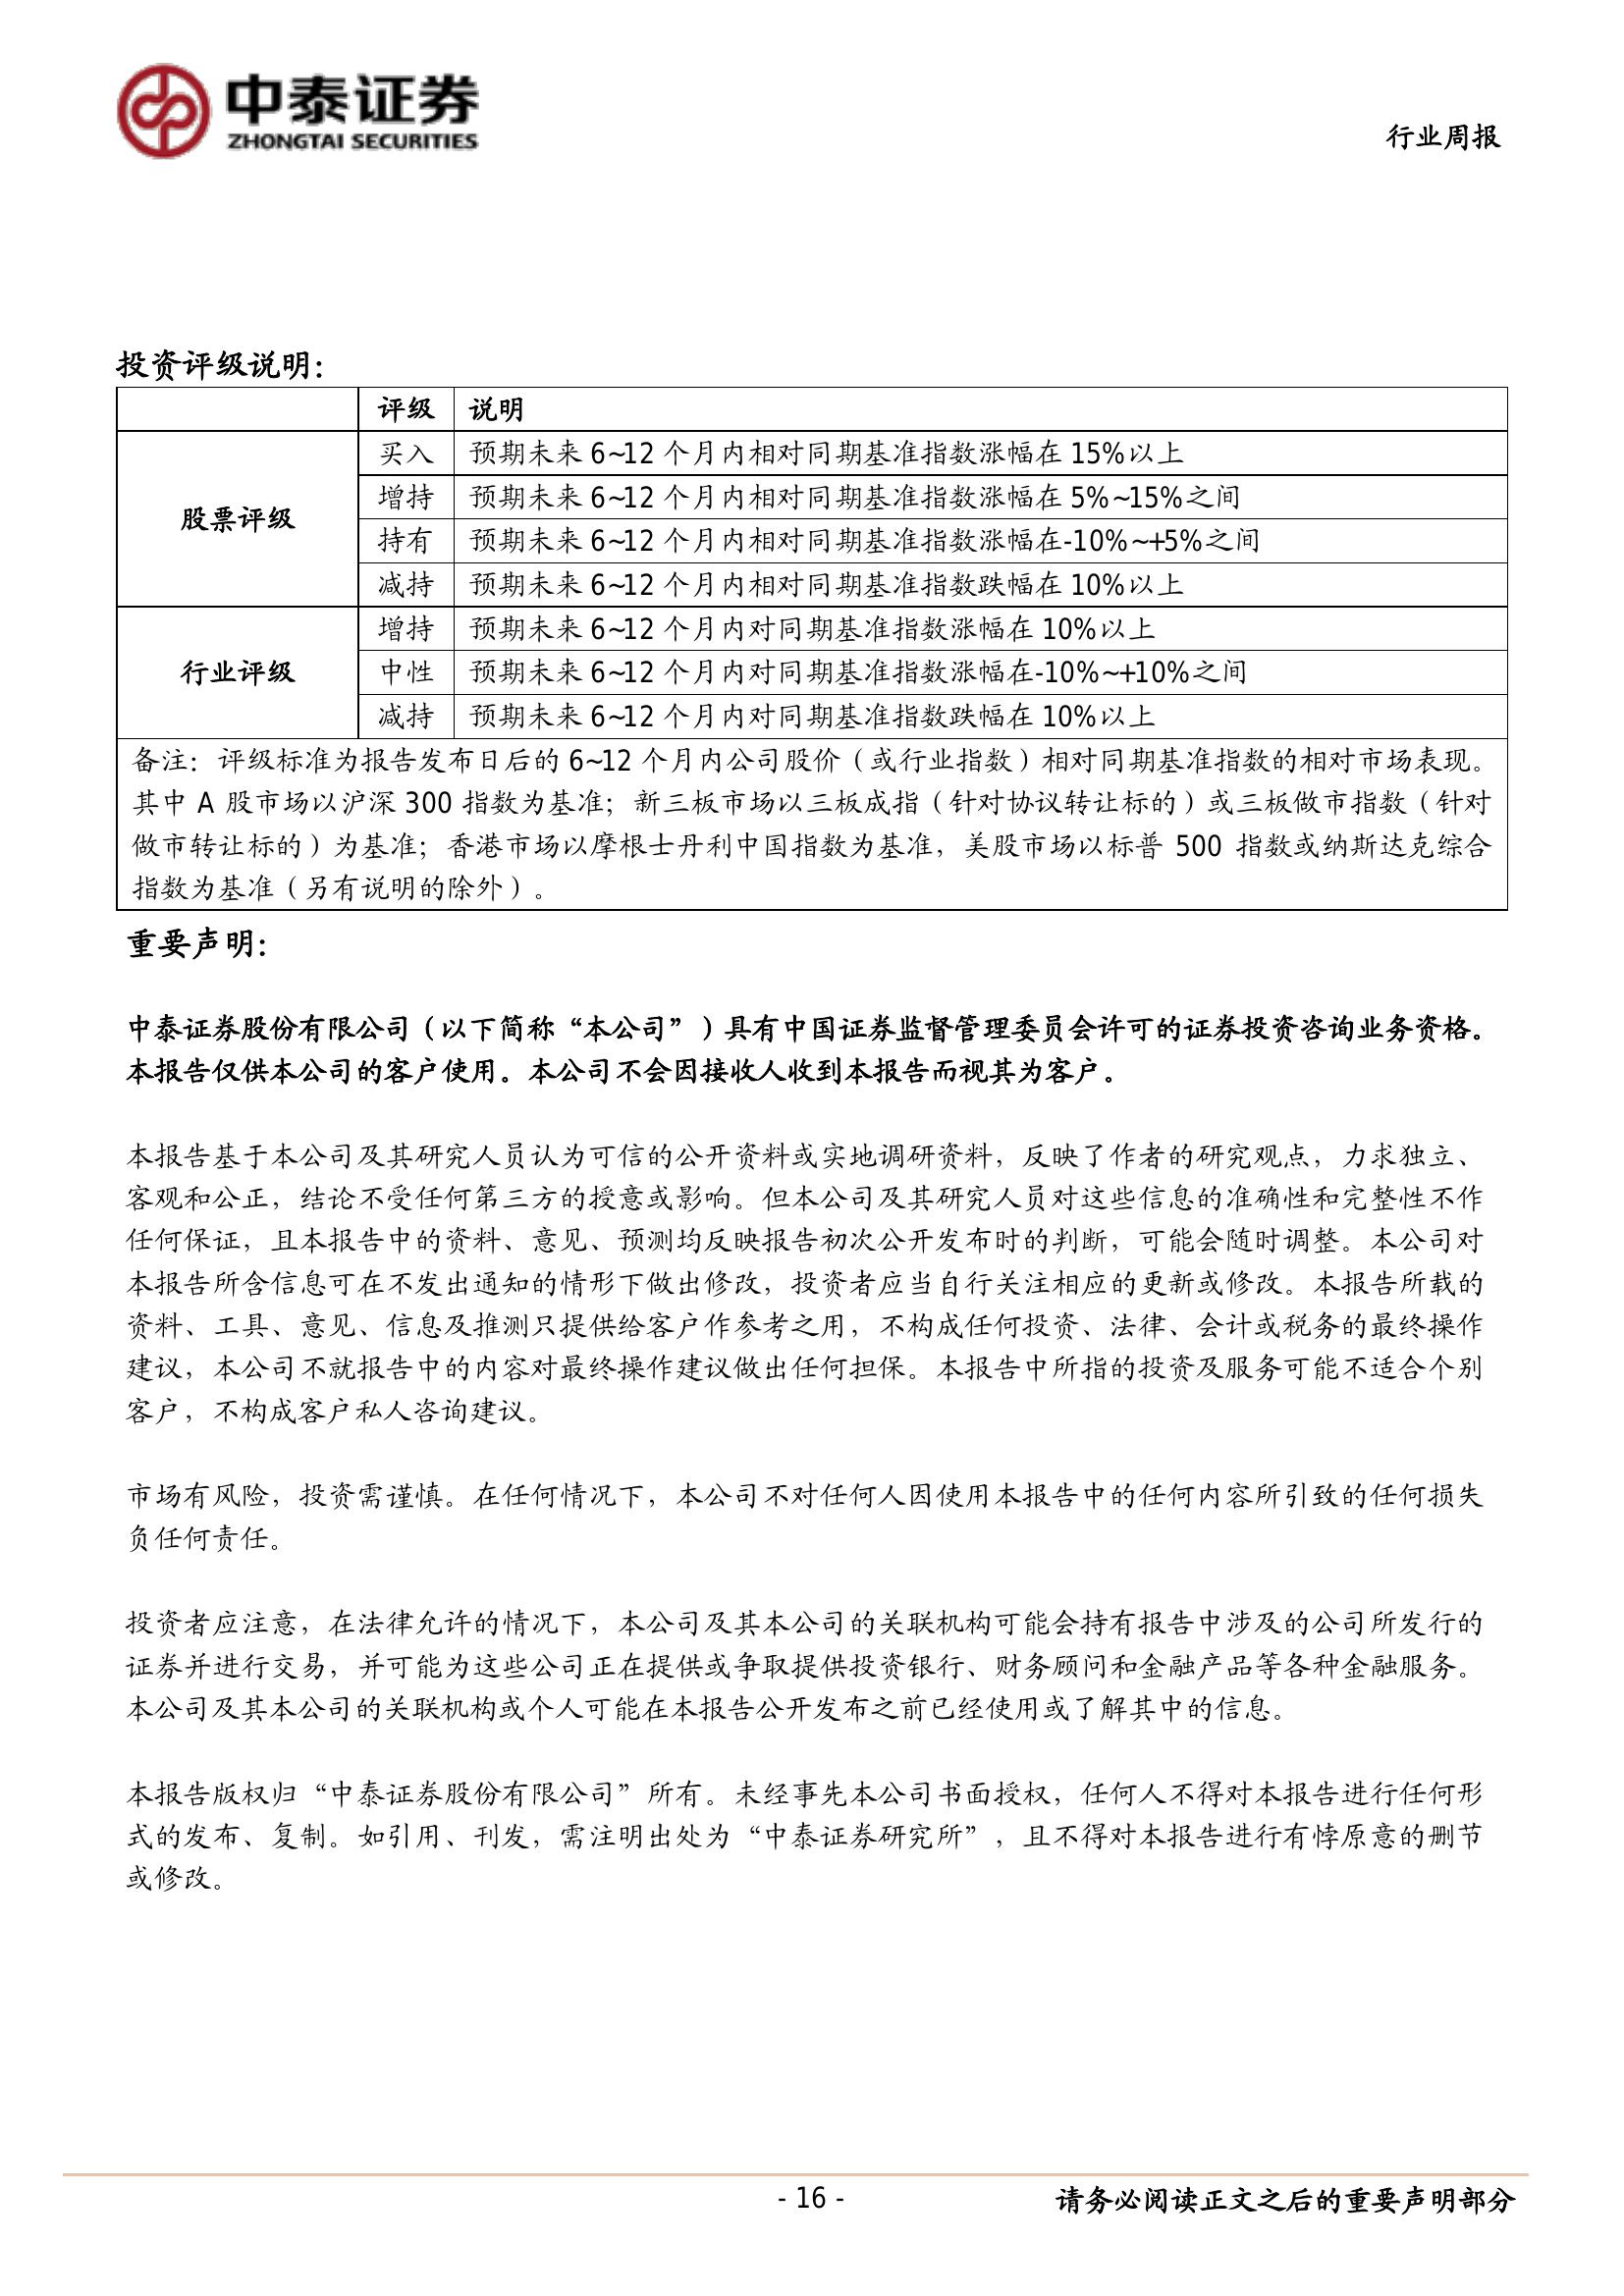 中泰证券
ZHONGTAI SECURITIES
行业周报
投资评级说明：
评级 说明
股票评级
买入 预期未来 6~12 个月内相对同期基准指数涨幅在 15%以上
增持 预期未来 6~12 个月内相对同期基准指数涨幅在 5%~15%之间
持有 预期未来 6~12 个月内相对同期基准指数涨幅在-10%~+5%之间
减持 预期未来 6~12 个月内相对同期基准指数跌幅在 10%以上
行业评级
增持 预期未来 6~12 个月内对同期基准指数涨幅在 10%以上
中性 预期未来 6~12 个月内对同期基准指数涨幅在-10%~+10%之间
减持 预期未来 6~12 个月内对同期基准指数跌幅在 10%以上
备注：评级标准为报告发布日后的 6~12 个月内公司股价（或行业指数）相对同期基准指数的相对市场表现。
其中 A 股市场以沪深 300 指数为基准；新三板市场以三板成指（针对协议转让标的）或三板做市指数（针对
做市转让标的）为基准；香港市场以摩根士丹利中国指数为基准，美股市场以标普 500 指数或纳斯达克综合
指数为基准（另有说明的除外）。
重要声明：
中泰证券股份有限公司（以下简称“本公司”）具有中国证券监督管理委员会许可的证券投资咨询业务资格。
本报告仅供本公司的客户使用。本公司不会因接收人收到本报告而视其为客户。
本报告基于本公司及其研究人员认为可信的公开资料或实地调研资料，反映了作者的研究观点，力求独立、
客观和公正，结论不受任何第三方的授意或影响。但本公司及其研究人员对这些信息的准确性和完整性不作
任何保证，且本报告中的资料、意见、预测均反映报告初次公开发布时的判断，可能会随时调整。本公司对
本报告所含信息可在不发出通知的情形下做出修改，投资者应当自行关注相应的更新或修改。本报告所载的
资料、工具、意见、信息及推测只提供给客户作参考之用，不构成任何投资、法律、会计或税务的最终操作
建议，本公司不就报告中的内容对最终操作建议做出任何担保。本报告中所指的投资及服务可能不适合个别
客户，不构成客户私人咨询建议。
市场有风险，投资需谨慎。在任何情况下，本公司不对任何人因使用本报告中的任何内容所引致的任何损失
负任何责任。
投资者应注意，在法律允许的情况下，本公司及其本公司的关联机构可能会持有报告中涉及的公司所发行的
证券并进行交易，并可能为这些公司正在提供或争取提供投资银行、财务顾问和金融产品等各种金融服务。
本公司及其本公司的关联机构或个人可能在本报告公开发布之前已经使用或了解其中的信息。
本报告版权归“中泰证券股份有限公司”所有。未经事先本公司书面授权，任何人不得对本报告进行任何形
式的发布、复制。如引用、刊发，需注明出处为“中泰证券研究所”，且不得对本报告进行有悖原意的删节
或修改。
- 16 -
请务必阅读正文之后的重要声明部分